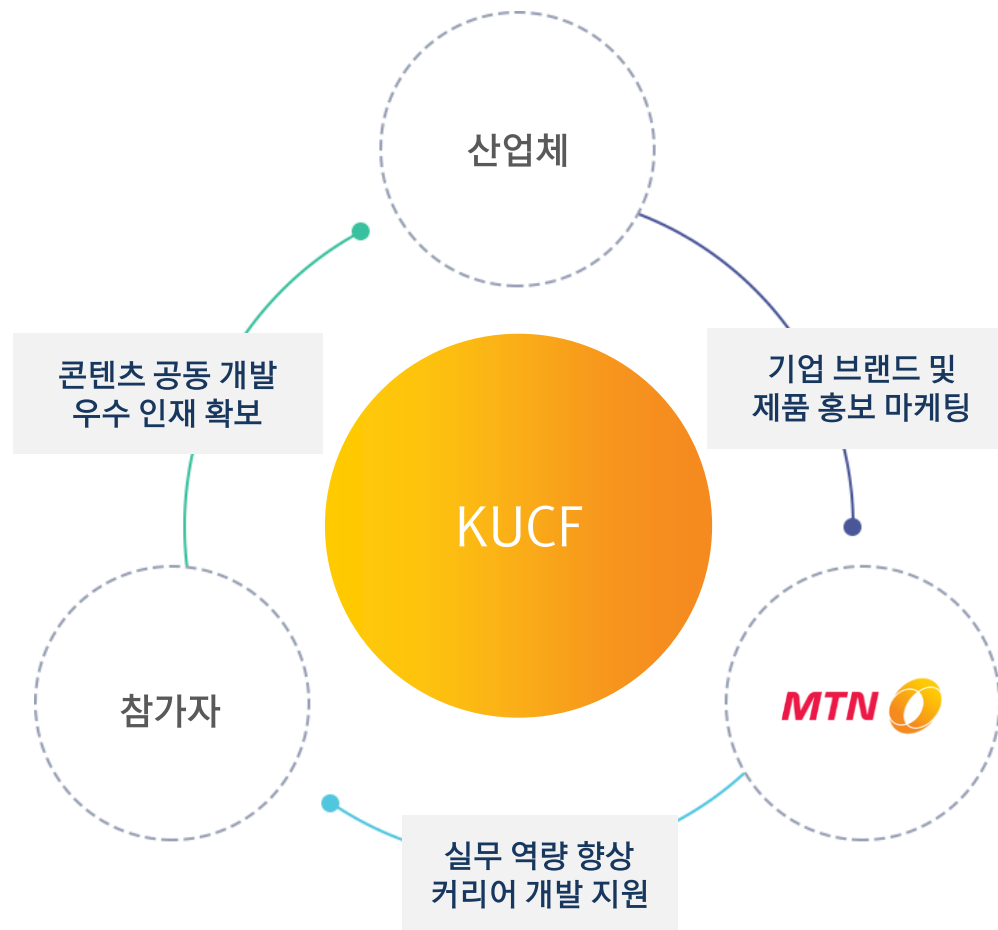 산업체
콘텐츠 공동 개발
우수 인재 확보
기업 브랜드 및
제품 홍보 마케팅
KUCF
참가자
MTN
실무 역량 향상
커리어 개발 지원